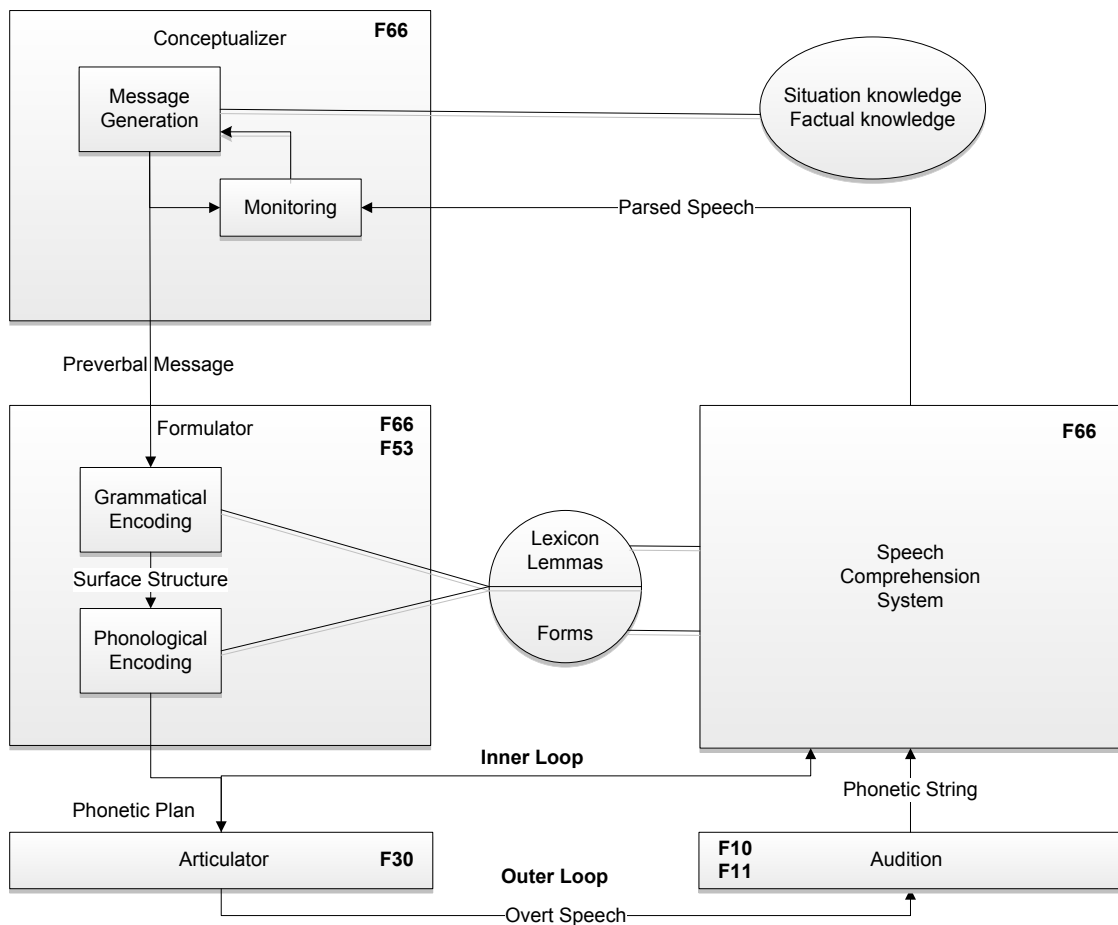 Conceptualizer
F66
Message
Generation
Situation knowledge
Factual knowledge
Monitoring
Parsed Speech
Preverbal Message
Formulator
F66
F53
F66
Grammatical
Encoding
Surface Structure
Phonological
Encoding
Lexicon
Lemmas
Forms
Speech
Comprehension
System
Inner Loop
Phonetic String
Phonetic Plan
Articulator
F30
Outer Loop
F10
F11
Audition
Overt Speech